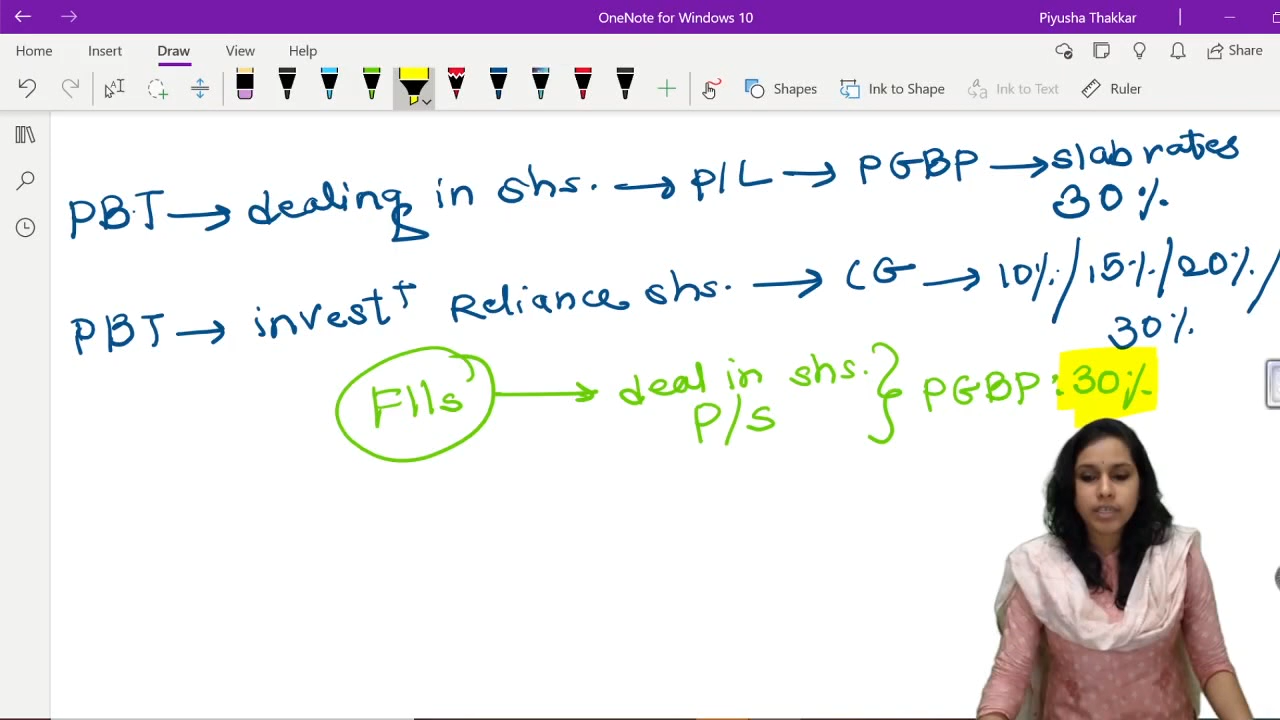 OneNote for Windows 10
Piyusha Thakkar
Home Insert Draw View Help
Share
Shapes Ink to Shape Ink to Text Ruler
PBT → dealing in shs. → P/L → PGBP → slab rates
30%
PBT → invest+ Reliance shs. → CG → 10%/15%/20%/
30%
FIIs → deal in shs. } PGBP: 30%
P/S